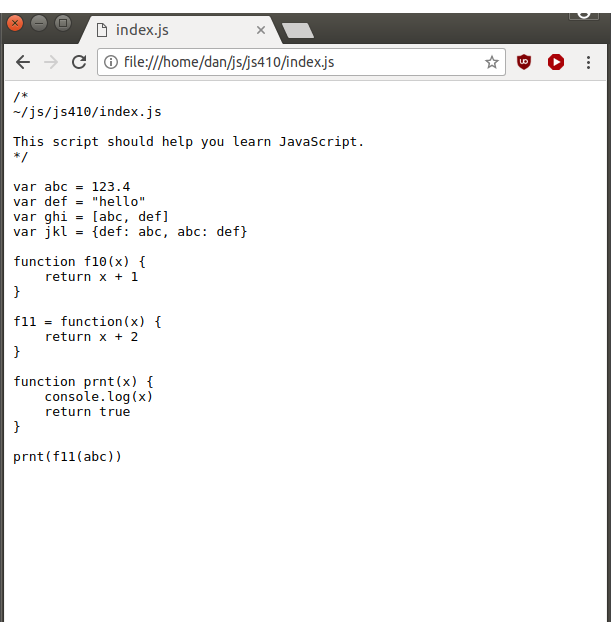 index.js
file:///home/dan/js/js410/index.js
/*
~/js/js410/index.js
This script should help you learn JavaScript.
*/
var abc = 123.4
var def = "hello"
var ghi = [abc, def]
var jkl = {def: abc, abc: def}
function f10(x) {
    return x + 1
}
f11 = function(x) {
    return x + 2
}
function prnt(x) {
    console.log(x)
    return true
}
prnt(f11(abc))